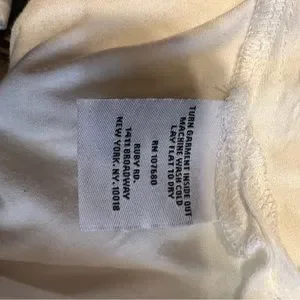 TURN GARMENT INSIDE OUT
MACHINE WASH COLD
LAY FLAT TO DRY
RN 107680
RUBY RD.
1411 BROADWAY
NEW YORK. NY. 10018